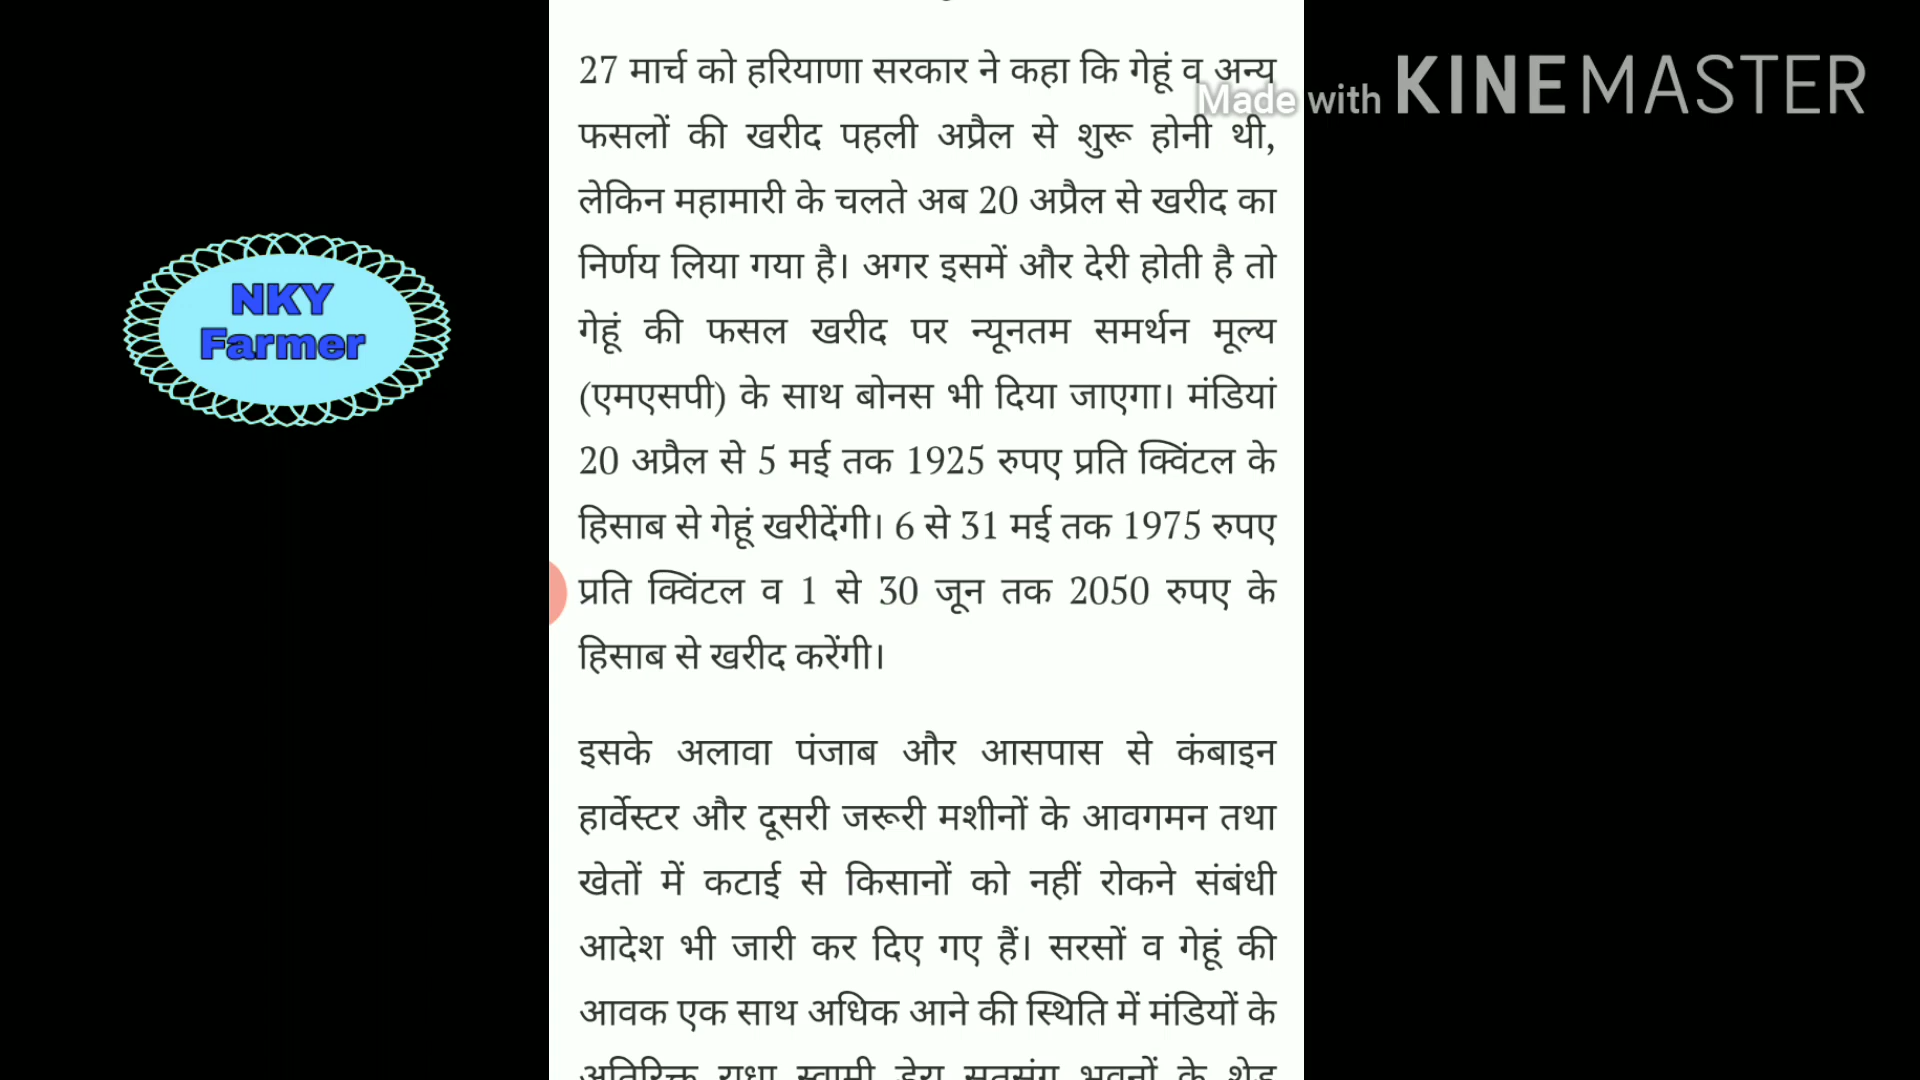 27 मार्च को हरियाणा सरकार ने कहा कि गेहूं व अन्य
फसलों की खरीद पहली अप्रैल से शुरू होनी थी,
लेकिन महामारी के चलते अब 20 अप्रैल से खरीद का
निर्णय लिया गया है। अगर इसमें और देरी होती है तो
गेहूं की फसल खरीद पर न्यूनतम समर्थन मूल्य
(एमएसपी) के साथ बोनस भी दिया जाएगा। मंडियां
20 अप्रैल से 5 मई तक 1925 रुपए प्रति क्विंटल के
हिसाब से गेहूं खरीदेंगी। 6 से 31 मई तक 1975 रुपए
प्रति क्विंटल व 1 से 30 जून तक 2050 रुपए के
हिसाब से खरीद करेंगी।
इसके अलावा पंजाब और आसपास से कंबाइन
हार्वेस्टर और दूसरी जरूरी मशीनों के आवगमन तथा
खेतों में कटाई से किसानों को नहीं रोकने संबंधी
आदेश भी जारी कर दिए गए हैं। सरसों व गेहूं की
आवक एक साथ अधिक आने की स्थिति में मंडियों के
अतिरिक्त राधा स्वामी डेरा सतसंग भवनों के शेड
Made with KINEMASTER
NKY
Farmer